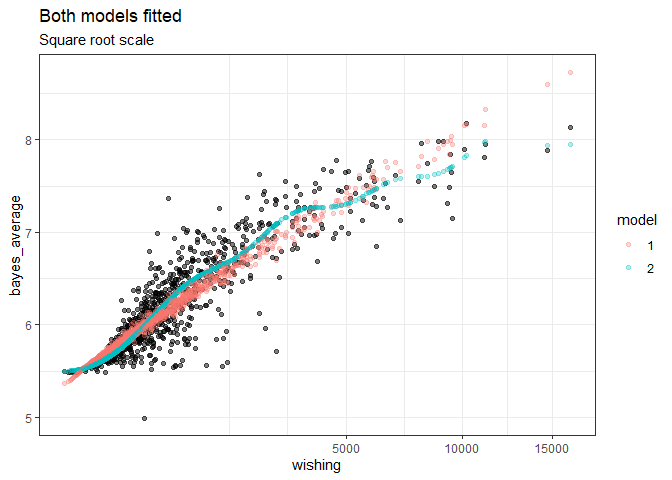 Both models fitted
Square root scale
bayes_average
8
7
6
5
5000
10000
15000
wishing
model
1
2